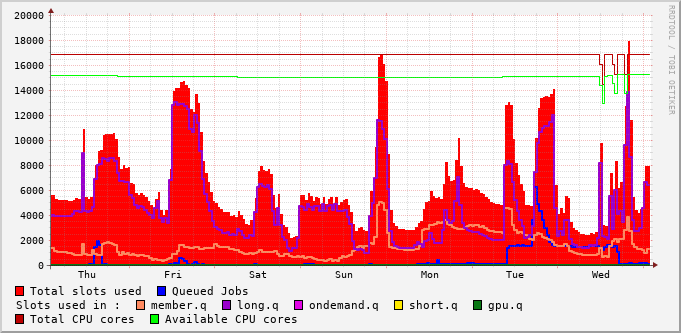 20000
18000
16000
14000
12000
10000
8000
6000
4000
2000
0
Thu Fri Sat Sun Mon Tue Wed
RRDTOOL / TOBI OETIKER
Total slots used Queued Jobs
Slots used in : member.q long.q ondemand.q short.q gpu.q
Total CPU cores Available CPU cores